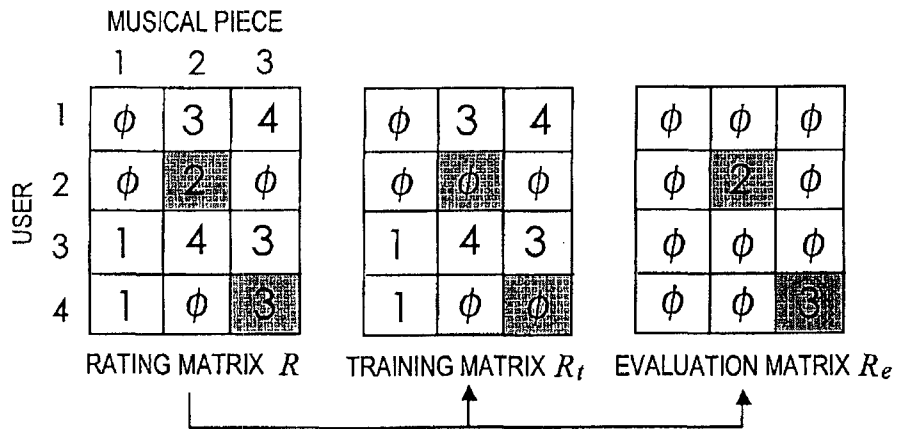 MUSICAL PIECE
1 2 3
1 ϕ 3 4 ϕ 3 4 ϕ ϕ ϕ
2 ϕ 2 ϕ ϕ ϕ ϕ ϕ 2 ϕ
USER
3 1 4 3 1 4 3 ϕ ϕ ϕ
4 1 ϕ 3 1 ϕ ϕ ϕ ϕ 3
RATING MATRIX R TRAINING MATRIX Rt EVALUATION MATRIX Re